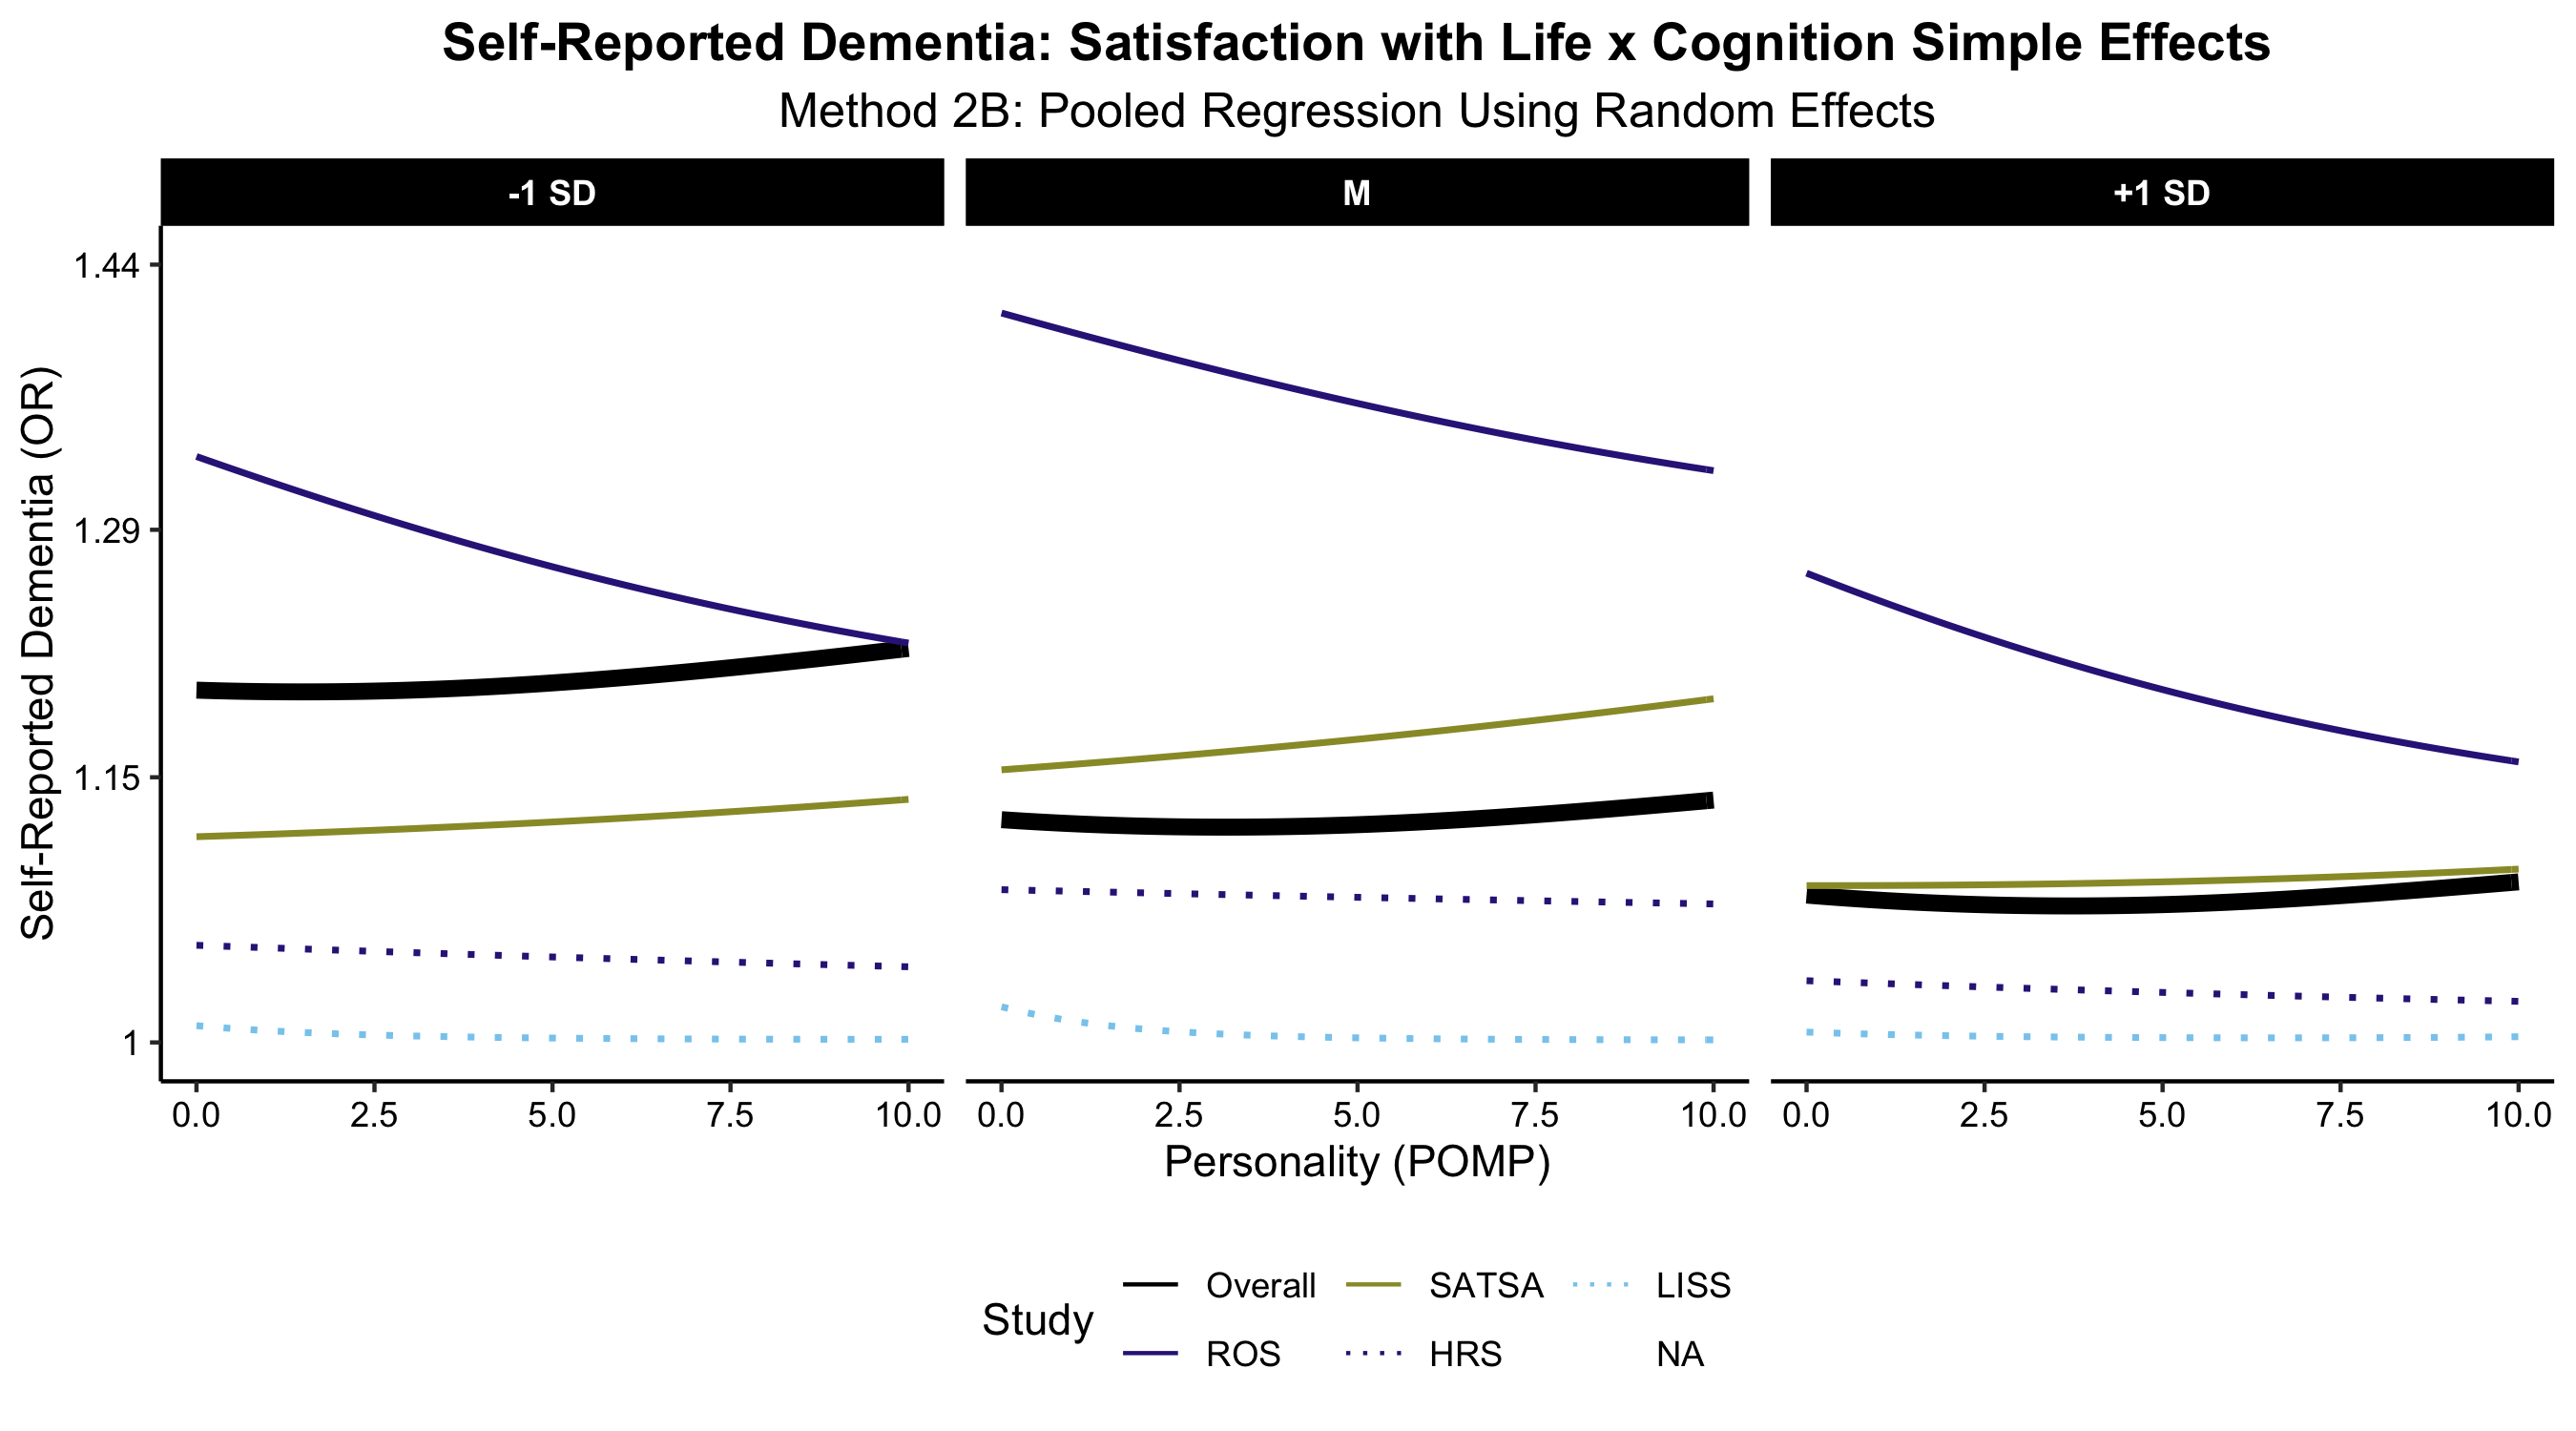 Self-Reported Dementia: Satisfaction with Life x Cognition Simple Effects
Method 2B: Pooled Regression Using Random Effects
-1 SD
M
+1 SD
Self-Reported Dementia (OR)
1.44
1.29
1.15
1
0.0 2.5 5.0 7.5 10.0
0.0 2.5 5.0 7.5 10.0
0.0 2.5 5.0 7.5 10.0
Personality (POMP)
Study
Overall SATSA LISS
ROS HRS NA